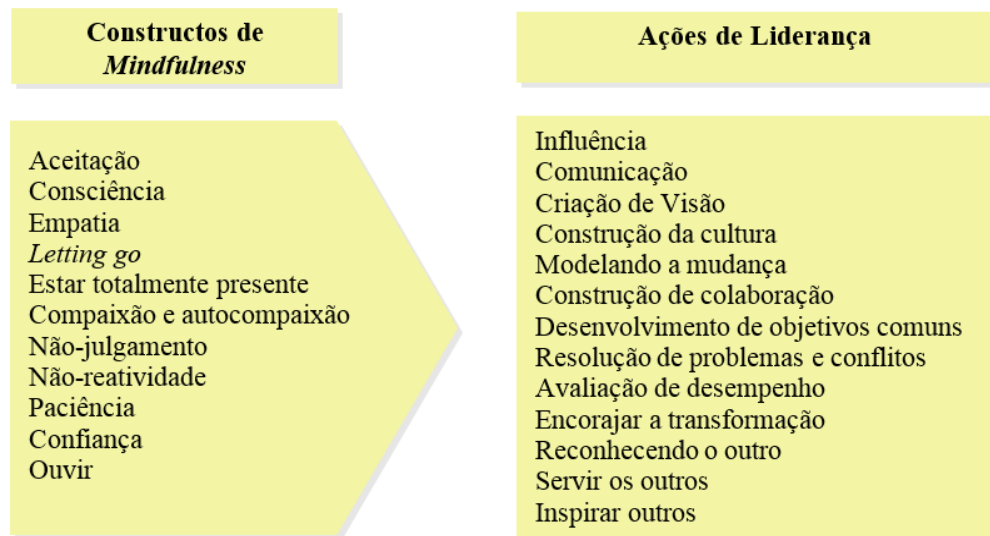 Constructos de
Mindfulness
Ações de Liderança
Aceitação
Consciência
Empatia
Letting go
Estar totalmente presente
Compaixão e autocompaixão
Não-julgamento
Não-reatividade
Paciência
Confiança
Ouvir
Influência
Comunicação
Criação de Visão
Construção da cultura
Modelando a mudança
Construção de colaboração
Desenvolvimento de objetivos comuns
Resolução de problemas e conflitos
Avaliação de desempenho
Encorajar a transformação
Reconhecendo o outro
Servir os outros
Inspirar outros